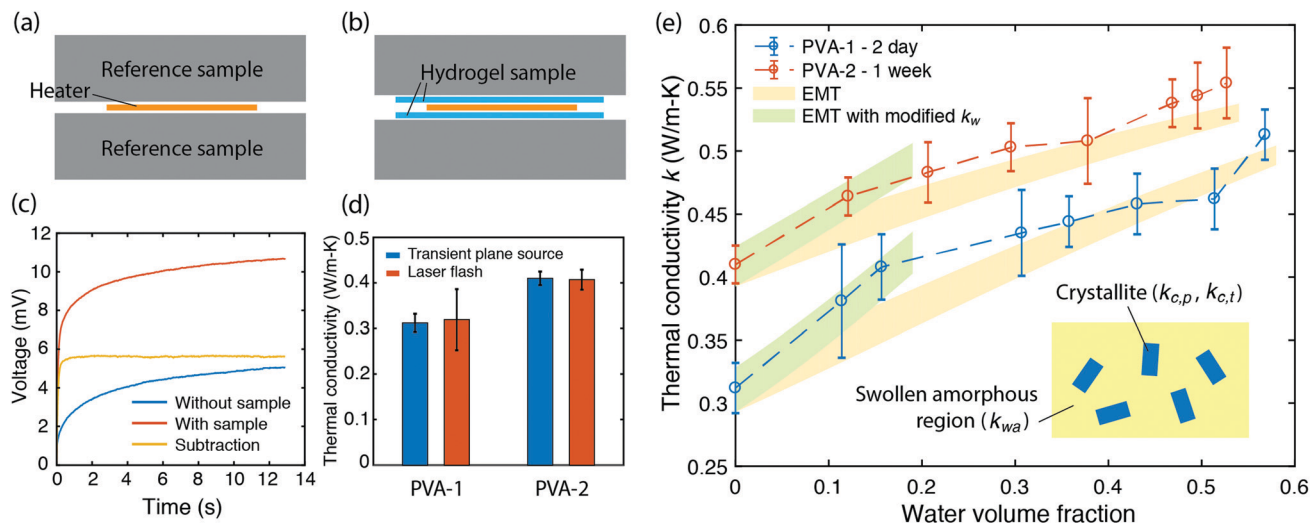 (a)
Reference sample
Heater
Reference sample
(b)
Hydrogel sample
(c)
12
10
8
6
4
2
0
Voltage (mV)
Without sample
With sample
Subtraction
0 2 4 6 8 10 12 14
Time (s)
(d)
0.5
0.4
0.3
0.2
0.1
0
Thermal conductivity (W/m-K)
Transient plane source
Laser flash
PVA-1 PVA-2
(e)
0.6
0.55
0.5
0.45
0.4
0.35
0.3
0.25
Thermal conductivity k (W/m-K)
PVA-1 - 2 day
PVA-2 - 1 week
EMT
EMT with modified kw
Crystallite (kc,p , kc,t)
Swollen amorphous
region (kwa)
0 0.1 0.2 0.3 0.4 0.5 0.6
Water volume fraction